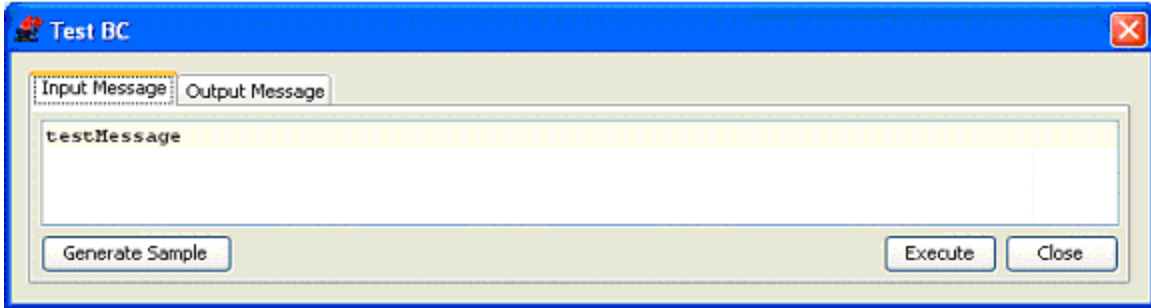 Test BC
Input Message Output Message
testMessage
Generate Sample Execute Close